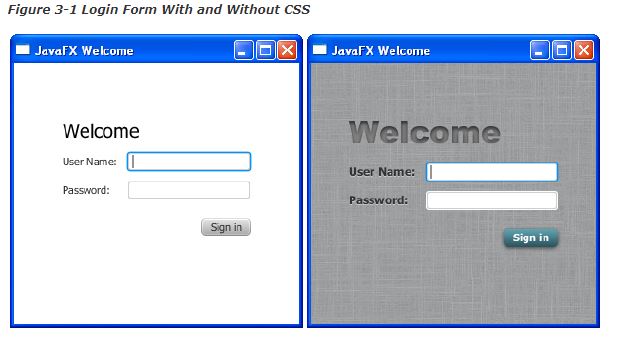 Figure 3-1 Login Form With and Without CSS
JavaFX Welcome
Welcome
User Name:
Password:
Sign in
JavaFX Welcome
Welcome
User Name:
Password:
Sign in